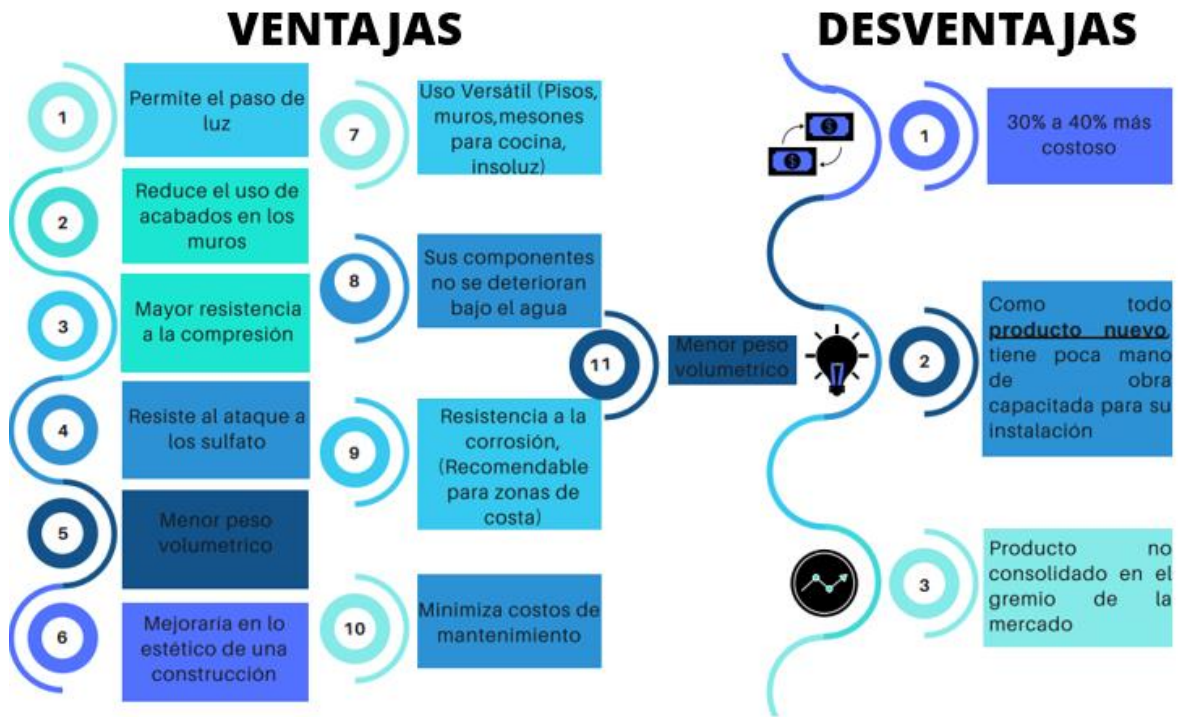 VENTAJAS
1
Permite el paso de
luz
2
Reduce el uso de
acabados en los
muros
3
Mayor resistencia
a la compresión
4
Resiste al ataque a
los sulfato
5
Menor peso
volumetrico
6
Mejoraría en lo
estético de una
construcción
7
Uso Versátil (Pisos,
muros,mesones
para cocina,
insoluz)
8
Sus componentes
no se deterioran
bajo el agua
9
Resistencia a la
corrosión,
(Recomendable
para zonas de
costa)
10
Minimiza costos de
mantenimiento
11
Menor peso
volumetrico
DESVENTAJAS
1
30% a 40% más
costoso
2
Como todo
producto nuevo,
tiene poca mano
de obra
capacitada para su
instalación
3
Producto no
consolidado en el
gremio de la
mercado